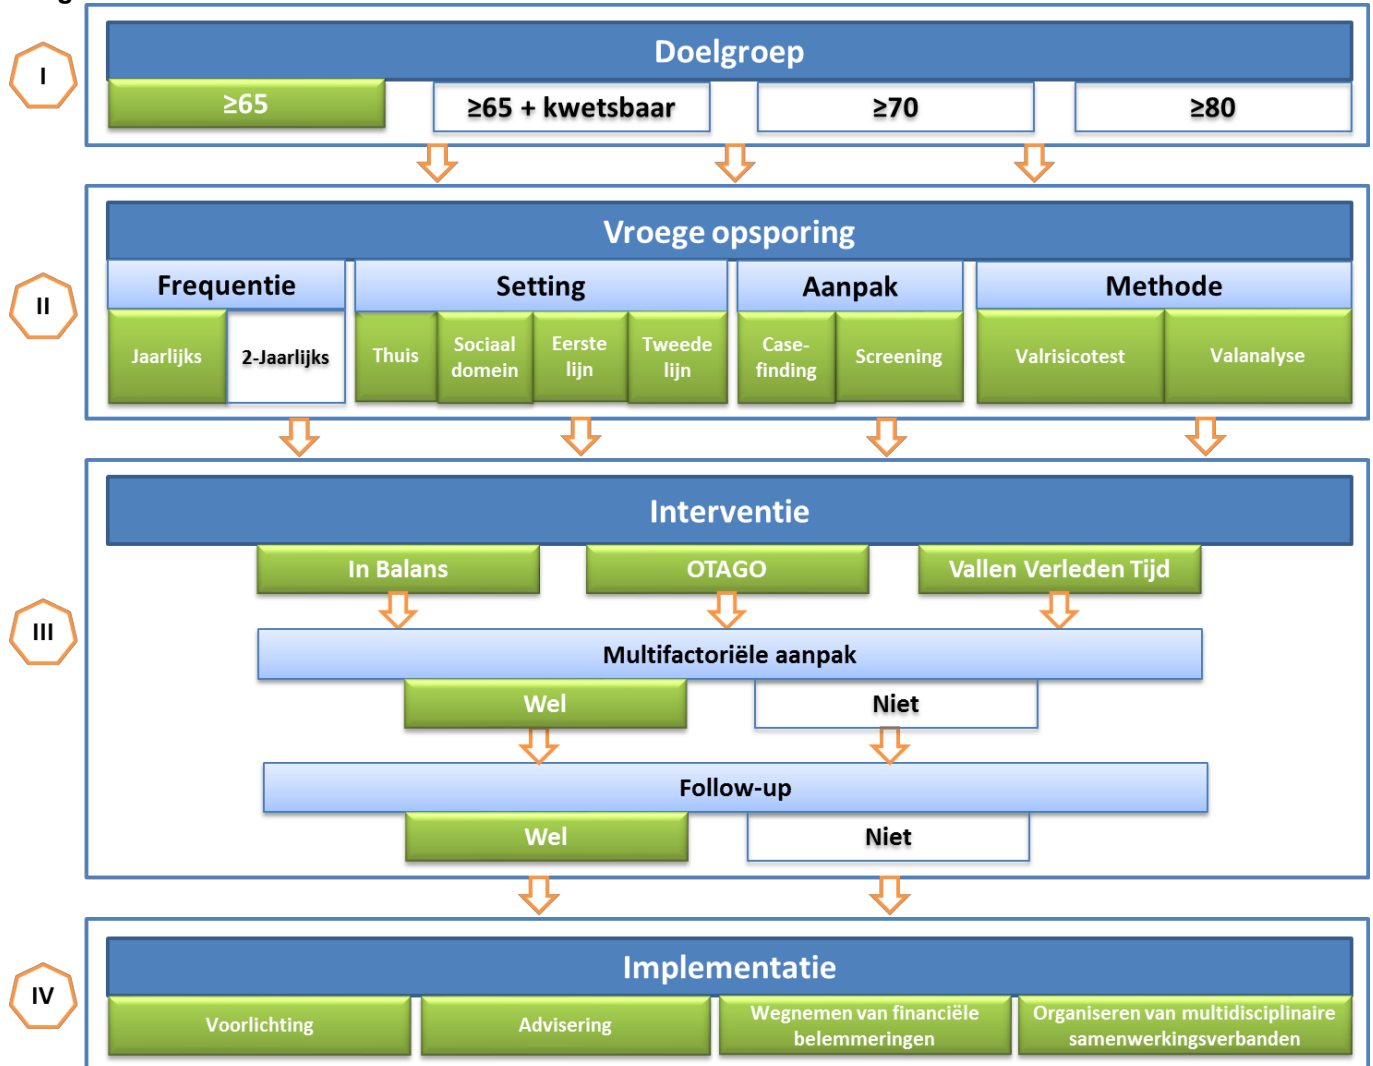 I
Doelgroep
≥65
≥65 + kwetsbaar
≥70
≥80
II
Vroege opsporing
Frequentie
Setting
Aanpak
Methode
Jaarlijks
2-Jaarlijks
Thuis
Sociaal
domein
Eerste
lijn
Tweede
lijn
Case-
finding
Screening
Valrisicotest
Valanalyse
III
Interventie
In Balans
OTAGO
Vallen Verleden Tijd
Multifactoriële aanpak
Wel
Niet
Follow-up
Wel
Niet
IV
Implementatie
Voorlichting
Advisering
Wegnemen van financiële
belemmeringen
Organiseren van multidisciplinaire
samenwerkingsverbanden